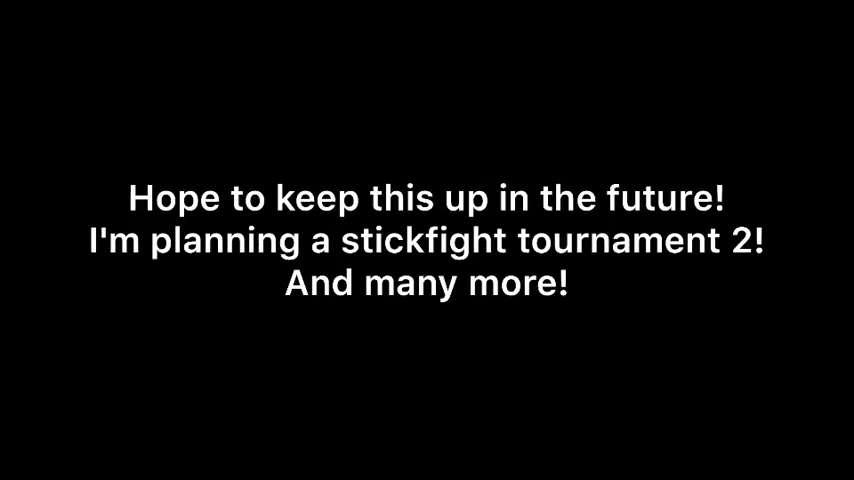 Hope to keep this up in the future!
I'm planning a stickfight tournament 2!
And many more!